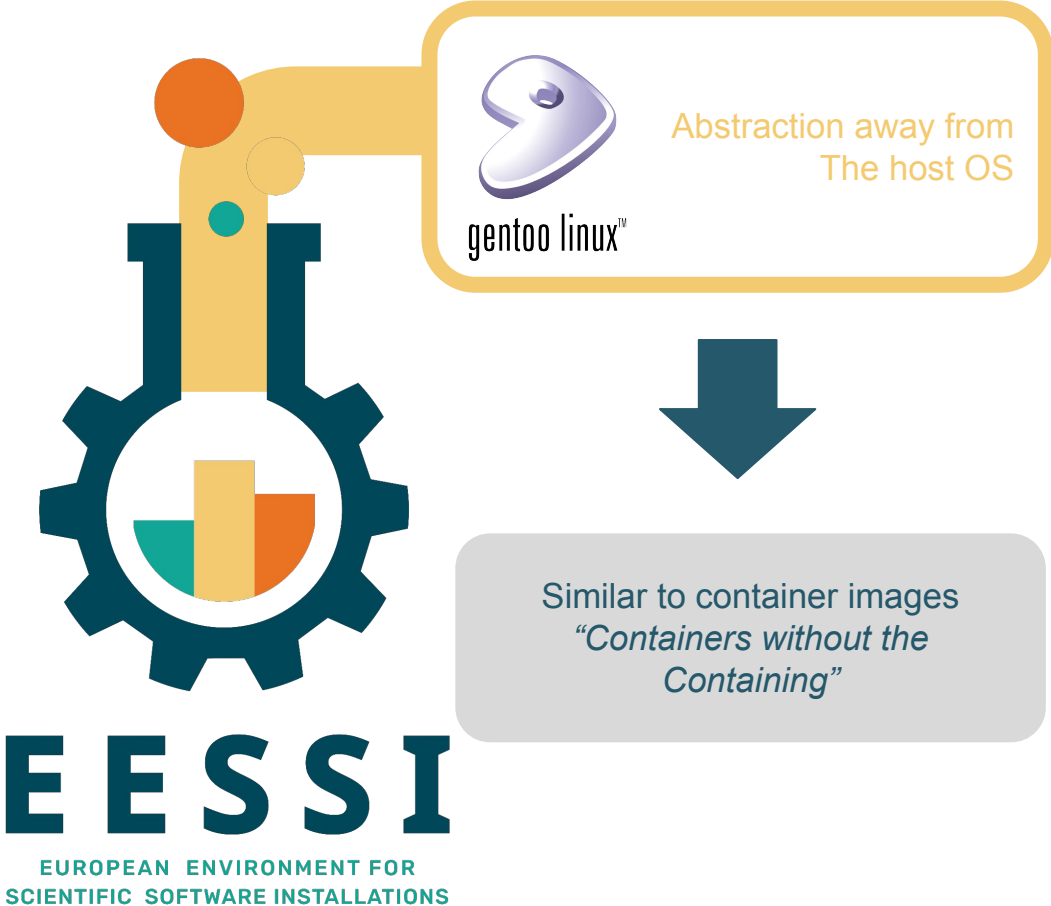 Abstraction away from
The host OS
gentoo linux™
Similar to container images
“Containers without the
Containing”
EESSI
EUROPEAN ENVIRONMENT FOR
SCIENTIFIC SOFTWARE INSTALLATIONS